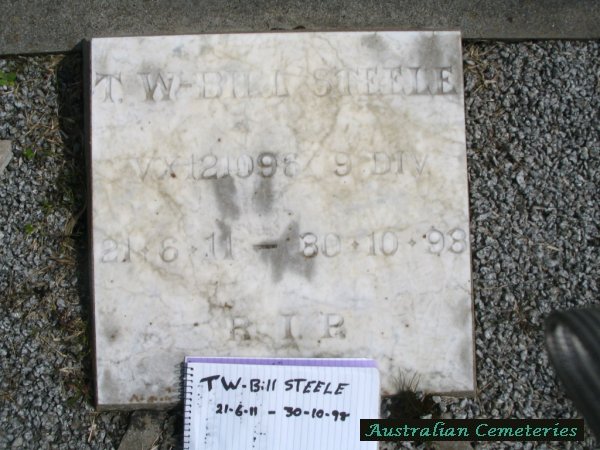 T. W-BILL STEELE
VX121098 / 9 DIV
21·6·11 — 30·10·98
R.I.P.
TW-Bill STEELE
21-6-11 - 30-10-98
Australian Cemeteries